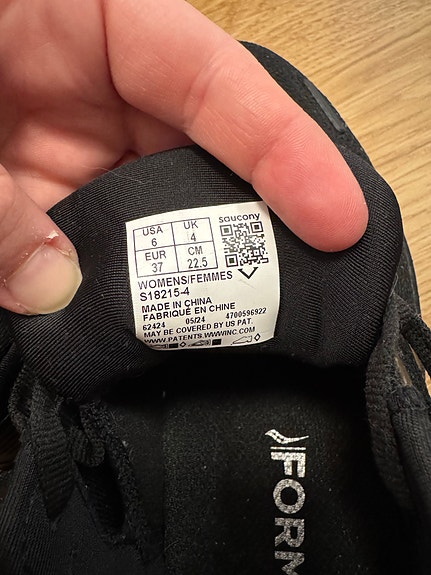 saucony
USA UK
6 4
EUR CM
37 22.5
WOMENS/FEMMES
S18215-4
MADE IN CHINA
FABRIQUÉ EN CHINE
62424 05/24 4700596922
MAY BE COVERED BY US PAT.
WWW.PATENTS.WWWINC.COM
FORM